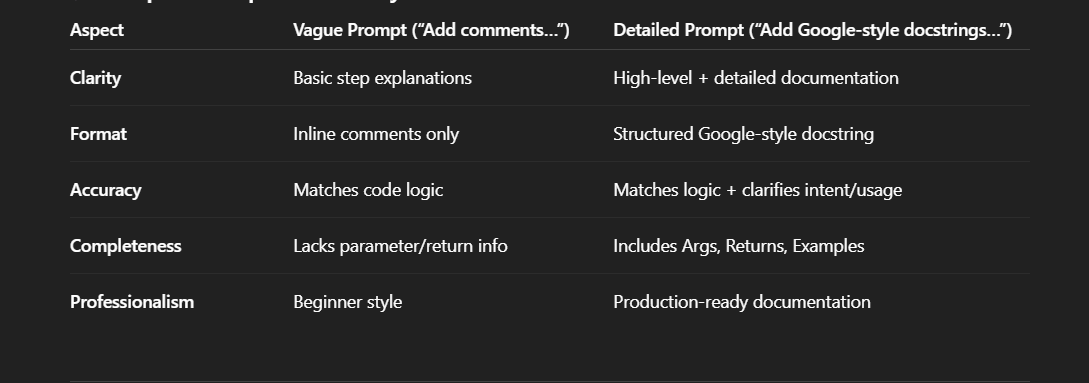 Aspect Vague Prompt (“Add comments…”) Detailed Prompt (“Add Google-style docstrings…”)
Clarity Basic step explanations High-level + detailed documentation
Format Inline comments only Structured Google-style docstring
Accuracy Matches code logic Matches logic + clarifies intent/usage
Completeness Lacks parameter/return info Includes Args, Returns, Examples
Professionalism Beginner style Production-ready documentation